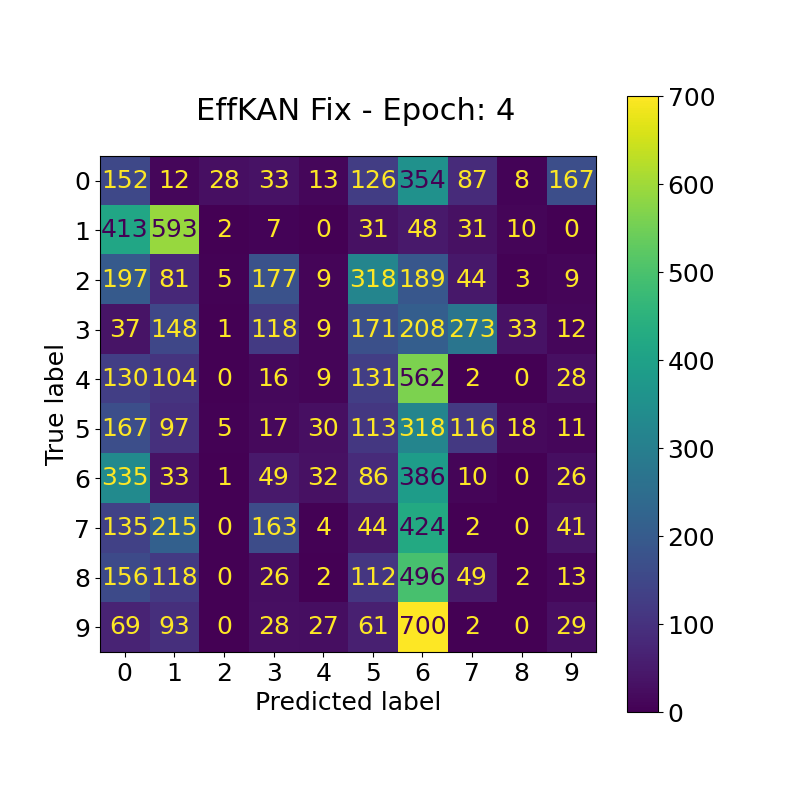 EffKAN Fix - Epoch: 4
700
600
500
400
300
200
100
0
True label
0 152 12 28 33 13 126 354 87 8 167
1 413 593 2 7 0 31 48 31 10 0
2 197 81 5 177 9 318 189 44 3 9
3 37 148 1 118 9 171 208 273 33 12
4 130 104 0 16 9 131 562 2 0 28
5 167 97 5 17 30 113 318 116 18 11
6 335 33 1 49 32 86 386 10 0 26
7 135 215 0 163 4 44 424 2 0 41
8 156 118 0 26 2 112 496 49 2 13
9 69 93 0 28 27 61 700 2 0 29
0 1 2 3 4 5 6 7 8 9
Predicted label